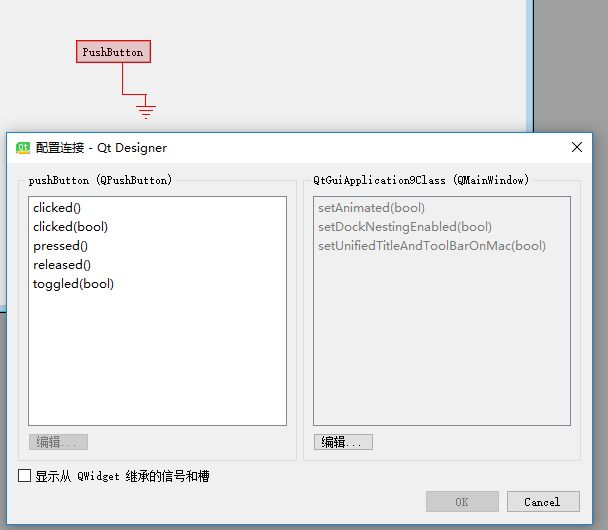 PushButton
Qt 配置连接 - Qt Designer
pushButton (QPushButton)
clicked()
clicked(bool)
pressed()
released()
toggled(bool)
编辑...
QtGuiApplication9Class (QMainWindow)
setAnimated(bool)
setDockNestingEnabled(bool)
setUnifiedTitleAndToolBarOnMac(bool)
编辑...
显示从 QWidget 继承的信号和槽
OK
Cancel